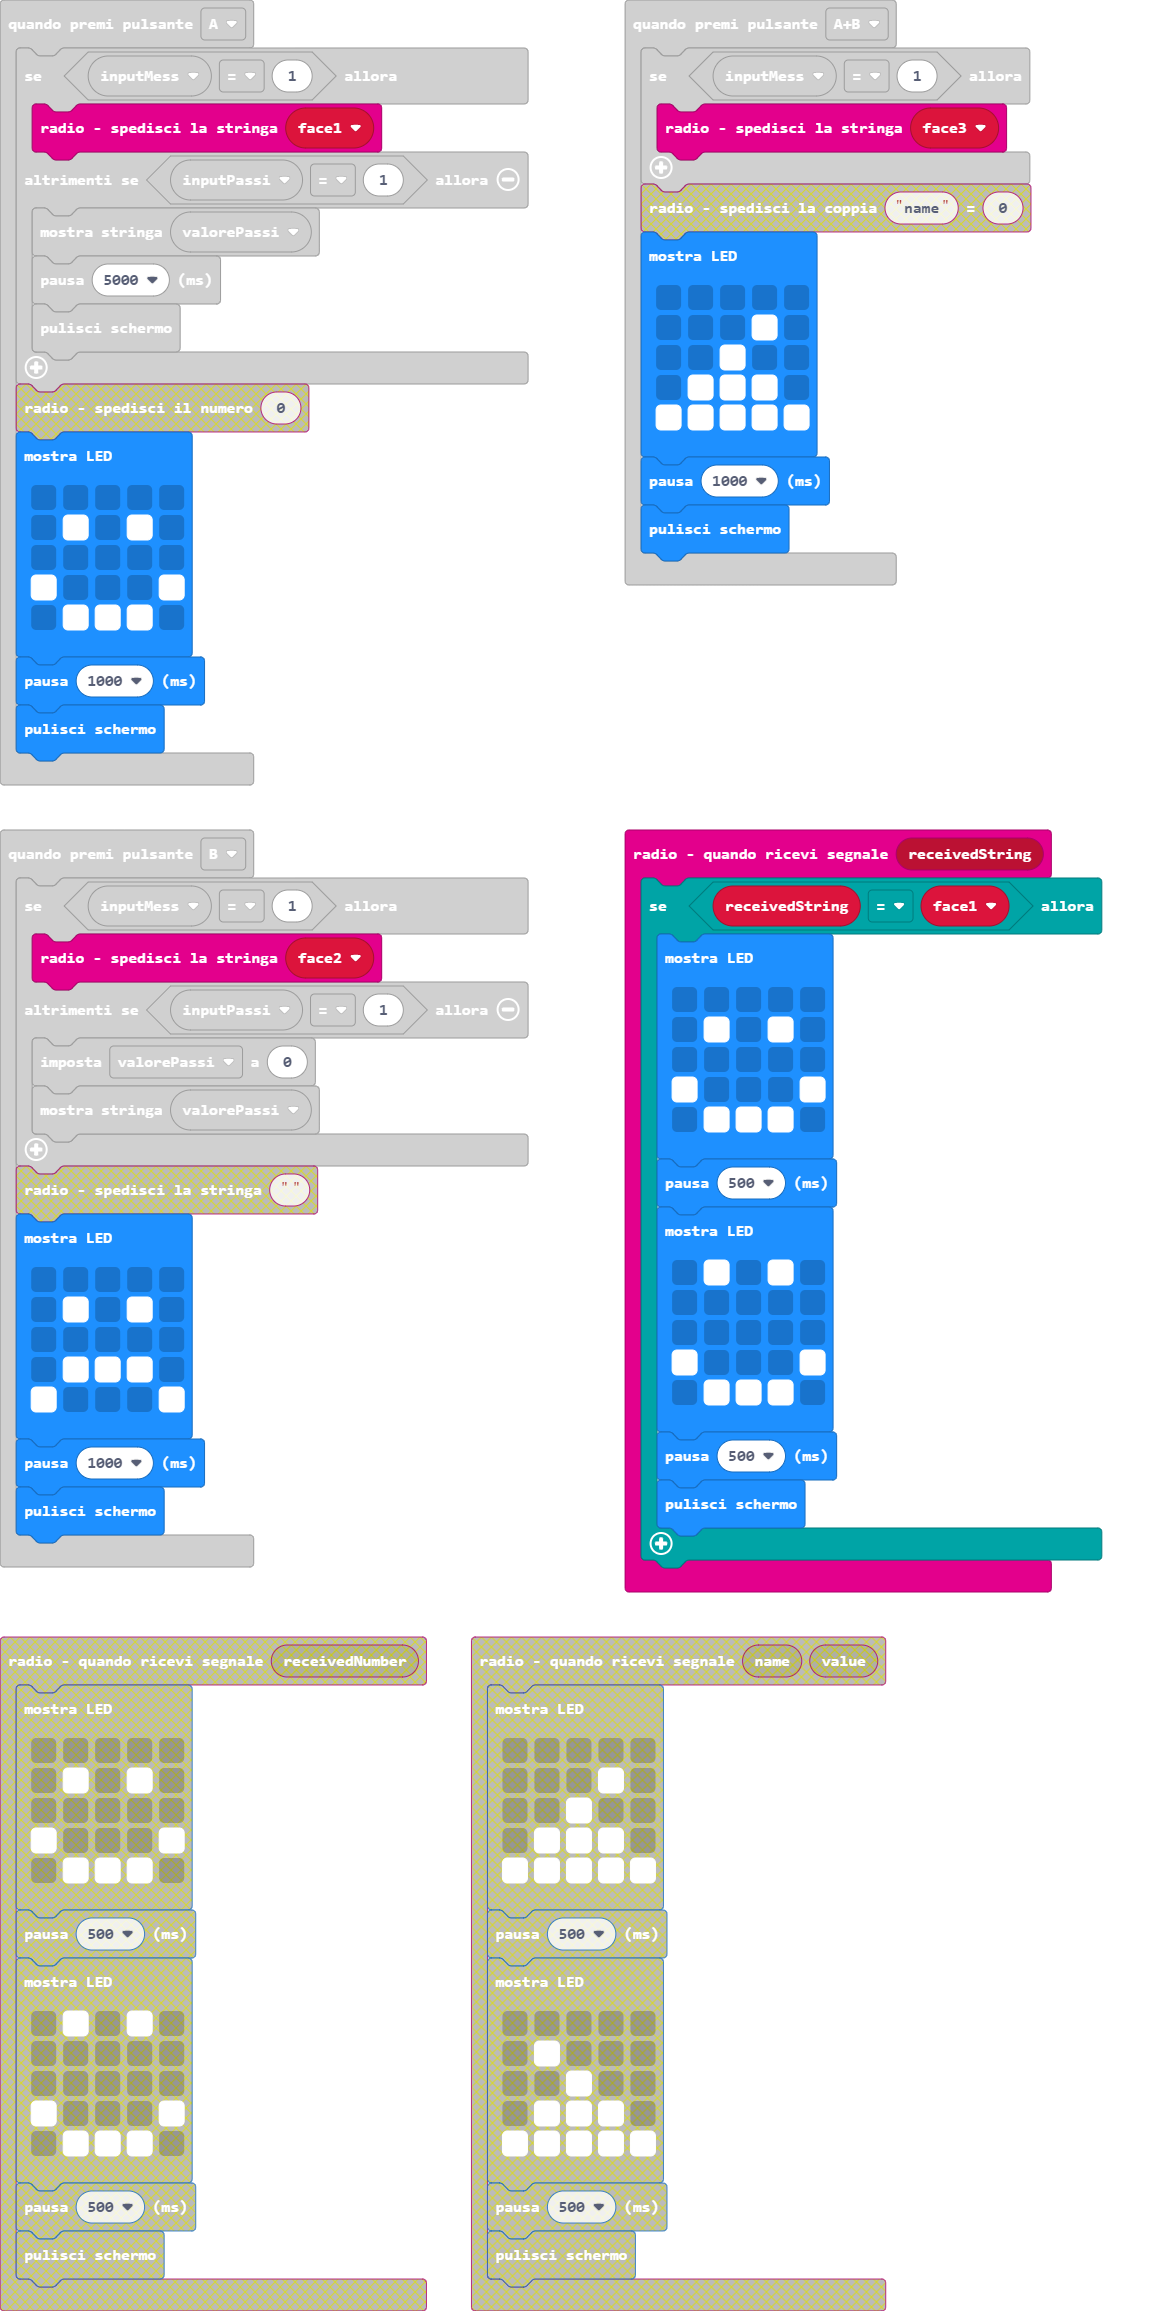 quando premi pulsante A
se inputMess = 1 allora
radio - spedisci la stringa face1
altrimenti se inputPassi = 1 allora
mostra stringa valorePassi
pausa 5000 (ms)
pulisci schermo
radio - spedisci il numero 0
mostra LED
pausa 1000 (ms)
pulisci schermo
quando premi pulsante A+B
se inputMess = 1 allora
radio - spedisci la stringa face3
radio - spedisci la coppia "name" = 0
mostra LED
pausa 1000 (ms)
pulisci schermo
quando premi pulsante B
se inputMess = 1 allora
radio - spedisci la stringa face2
altrimenti se inputPassi = 1 allora
imposta valorePassi a 0
mostra stringa valorePassi
radio - spedisci la stringa " "
mostra LED
pausa 1000 (ms)
pulisci schermo
radio - quando ricevi segnale receivedString
se receivedString = face1 allora
mostra LED
pausa 500 (ms)
mostra LED
pausa 500 (ms)
pulisci schermo
radio - quando ricevi segnale receivedNumber
mostra LED
pausa 500 (ms)
mostra LED
pausa 500 (ms)
pulisci schermo
radio - quando ricevi segnale name value
mostra LED
pausa 500 (ms)
mostra LED
pausa 500 (ms)
pulisci schermo